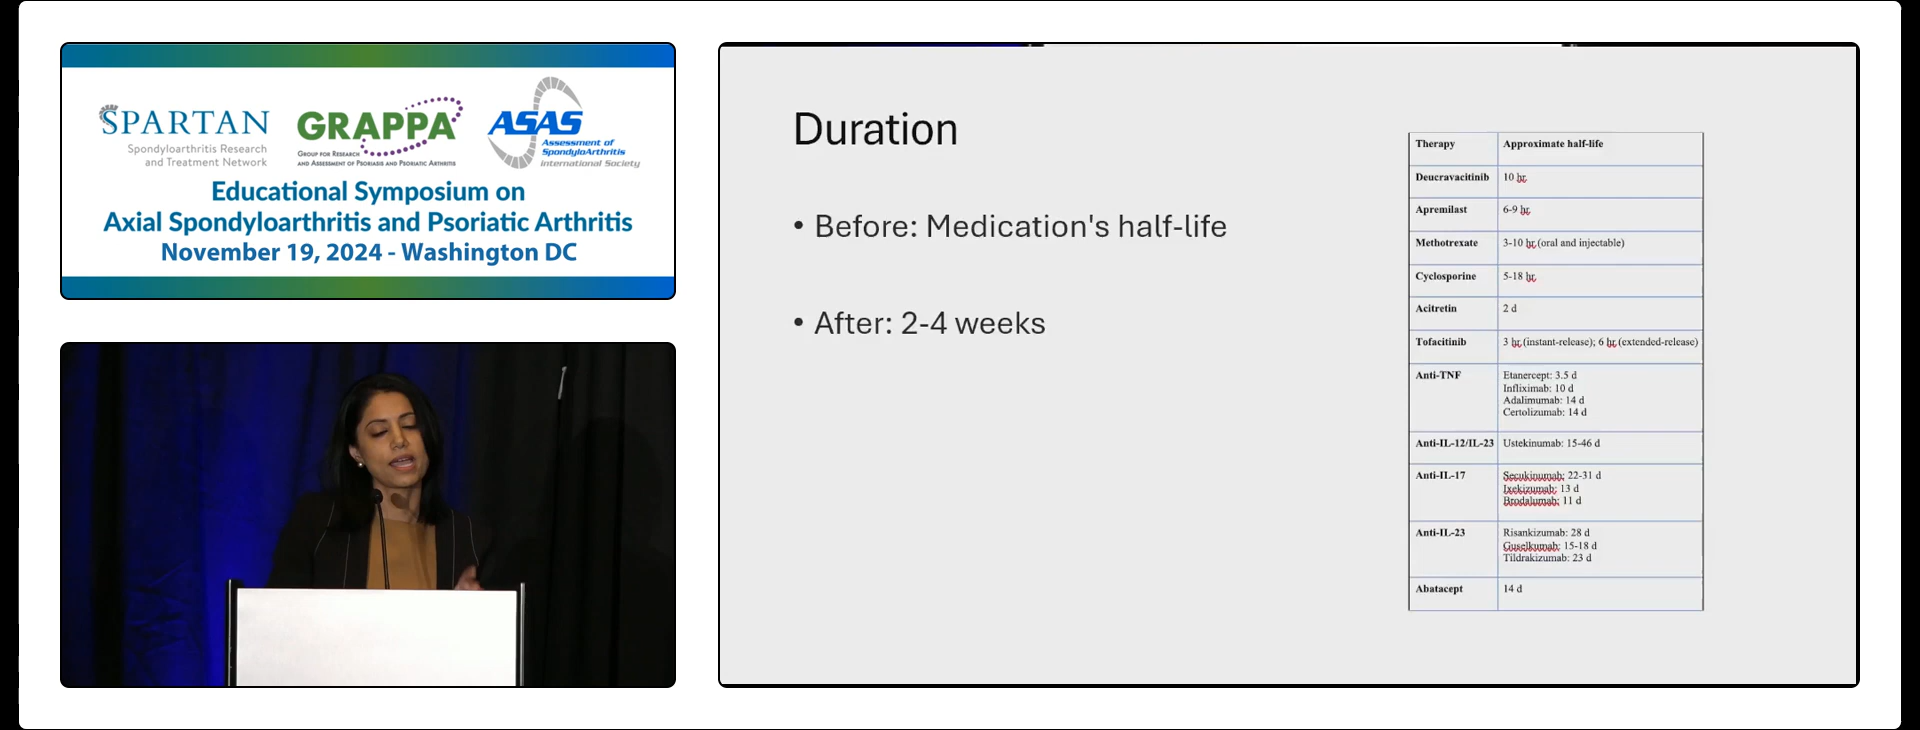 SPARTAN
Spondyloarthritis Research
and Treatment Network
GRAPPA
GROUP FOR RESEARCH
AND ASSESSMENT OF PSORIASIS AND PSORIATIC ARTHRITIS
ASAS
Assessment of
SpondyloArthritis
international Society
Educational Symposium on
Axial Spondyloarthritis and Psoriatic Arthritis
November 19, 2024 - Washington DC
Duration
• Before: Medication's half-life
• After: 2-4 weeks
Therapy Approximate half-life
Deucravacitinib 10 hr.
Apremilast 6-9 hr.
Methotrexate 3-10 hr.(oral and injectable)
Cyclosporine 5-18 hr.
Acitretin 2 d
Tofacitinib 3 hr.(instant-release); 6 hr.(extended-release)
Anti-TNF Etanercept: 3.5 d
Infliximab: 10 d
Adalimumab: 14 d
Certolizumab: 14 d
Anti-IL-12/IL-23 Ustekinumab: 15-46 d
Anti-IL-17 Secukinumab: 22-31 d
Ixekizumab: 13 d
Brodalumab: 11 d
Anti-IL-23 Risankizumab: 28 d
Guselkumab: 15-18 d
Tildrakizumab: 23 d
Abatacept 14 d